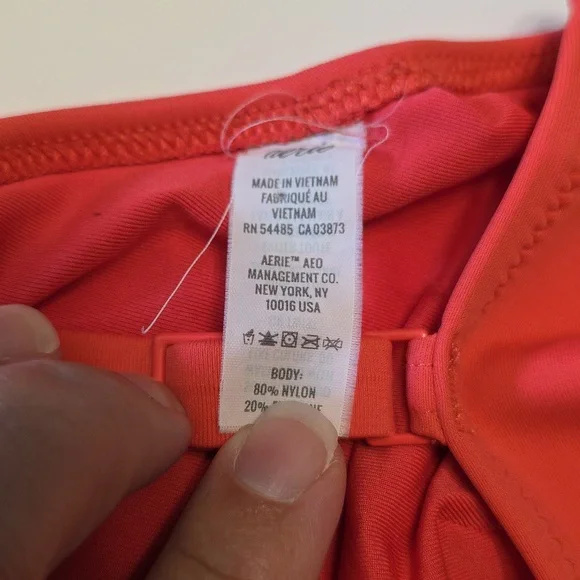 aerie
MADE IN VIETNAM
FABRIQUÉ AU
VIETNAM
RN 54485 CA 03873
AERIE™ AEO
MANAGEMENT CO.
NEW YORK, NY
10016 USA
BODY:
80% NYLON
20%